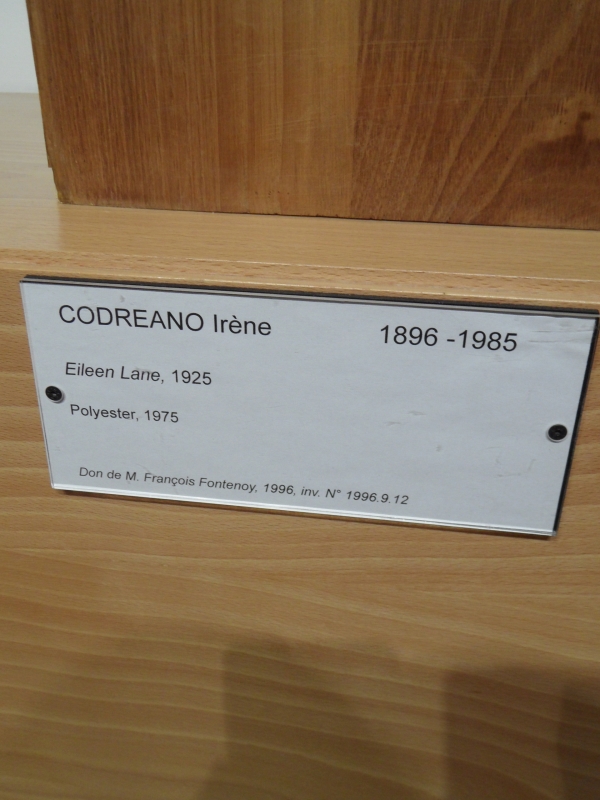 CODREANO Irène 1896 -1985
Eileen Lane, 1925
Polyester, 1975
Don de M. François Fontenoy, 1996, inv. N° 1996.9.12